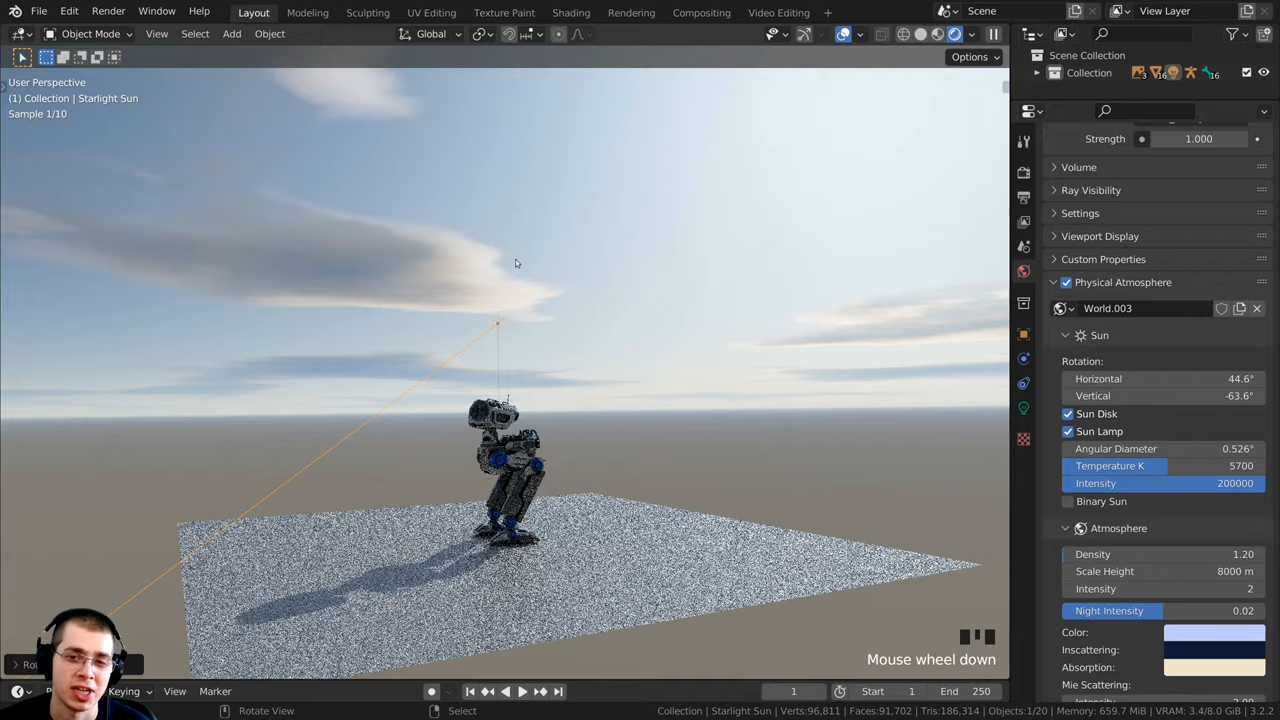 File Edit Render Window Help Layout Modeling Sculpting UV Editing Texture Paint Shading Animation Rendering Compositing Video Editing + Scene View Layer
Object Mode View Select Add Object Global
Options
User Perspective
(1) Collection | Starlight Sun
Sample 1/10
Scene Collection
Collection 3 16 16
Strength 1.000
Volume
Ray Visibility
Settings
Viewport Display
Custom Properties
Physical Atmosphere
World.003
Sun
Rotation:
Horizontal 44.6°
Vertical -63.6°
Sun Disk
Sun Lamp
Angular Diameter 0.526°
Temperature K 5700
Intensity 200000
Binary Sun
Atmosphere
Density 1.20
Scale Height 8000 m
Intensity 2
Night Intensity 0.02
Color:
Inscattering:
Absorption:
Mie Scattering:
Mouse wheel down
Keying View Marker 1 Start 1 End 250
Rotate View Select Collection | Starlight Sun | Verts:96,811 | Faces:91,702 | Tris:186,314 | Objects:1/20 | Memory: 659.7 MiB | VRAM: 3.4/8.0 GiB | 3.2.2